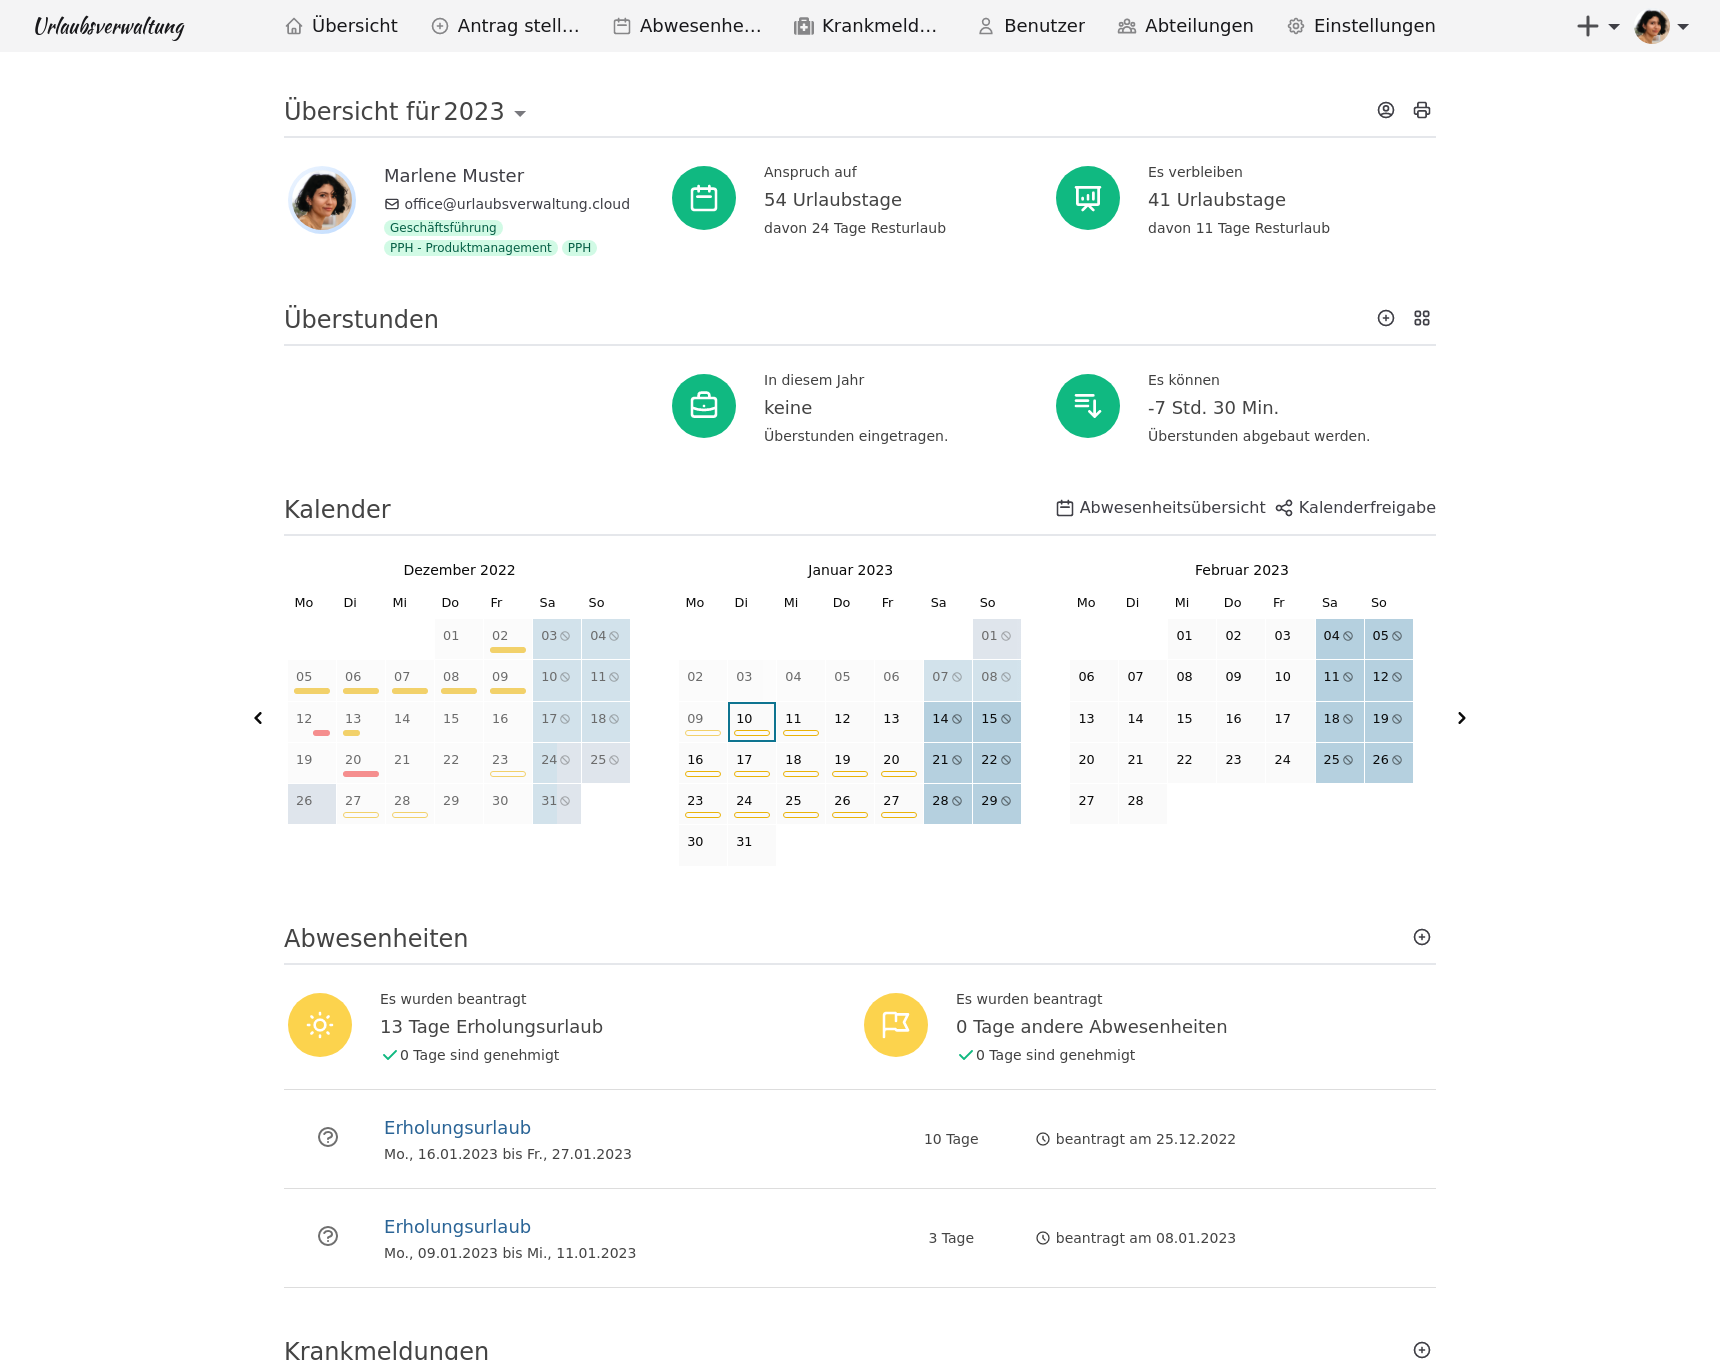 Urlaubsverwaltung
Übersicht
Antrag stell...
Abwesenhe...
Krankmeld...
Benutzer
Abteilungen
Einstellungen
Übersicht für 2023
Marlene Muster
office@urlaubsverwaltung.cloud
Geschäftsführung
PPH - Produktmanagement PPH
Anspruch auf
54 Urlaubstage
davon 24 Tage Resturlaub
Es verbleiben
41 Urlaubstage
davon 11 Tage Resturlaub
Überstunden
In diesem Jahr
keine
Überstunden eingetragen.
Es können
-7 Std. 30 Min.
Überstunden abgebaut werden.
Kalender
Abwesenheitsübersicht
Kalenderfreigabe
Dezember 2022
Mo Di Mi Do Fr Sa So
01 02 03 04
05 06 07 08 09 10 11
12 13 14 15 16 17 18
19 20 21 22 23 24 25
26 27 28 29 30 31
Januar 2023
Mo Di Mi Do Fr Sa So
01
02 03 04 05 06 07 08
09 10 11 12 13 14 15
16 17 18 19 20 21 22
23 24 25 26 27 28 29
30 31
Februar 2023
Mo Di Mi Do Fr Sa So
01 02 03 04 05
06 07 08 09 10 11 12
13 14 15 16 17 18 19
20 21 22 23 24 25 26
27 28
Abwesenheiten
Es wurden beantragt
13 Tage Erholungsurlaub
0 Tage sind genehmigt
Es wurden beantragt
0 Tage andere Abwesenheiten
0 Tage sind genehmigt
Erholungsurlaub
Mo., 16.01.2023 bis Fr., 27.01.2023
10 Tage
beantragt am 25.12.2022
Erholungsurlaub
Mo., 09.01.2023 bis Mi., 11.01.2023
3 Tage
beantragt am 08.01.2023
Krankmeldungen